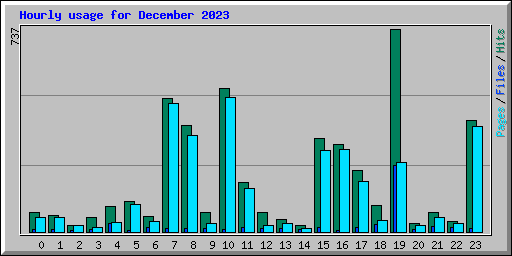 Hourly usage for December 2023
737
Pages / Files / Hits
0 1 2 3 4 5 6 7 8 9 10 11 12 13 14 15 16 17 18 19 20 21 22 23